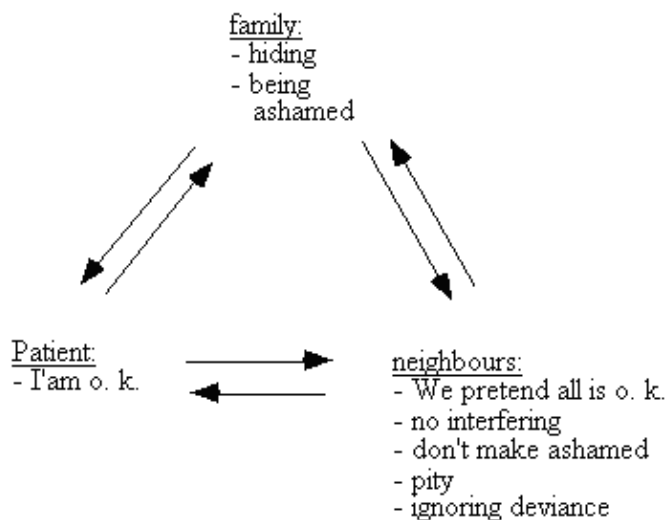 family:
- hiding
- being
ashamed
Patient:
- I'am o. k.
neighbours:
- We pretend all is o. k.
- no interfering
- don't make ashamed
- pity
- ignoring deviance